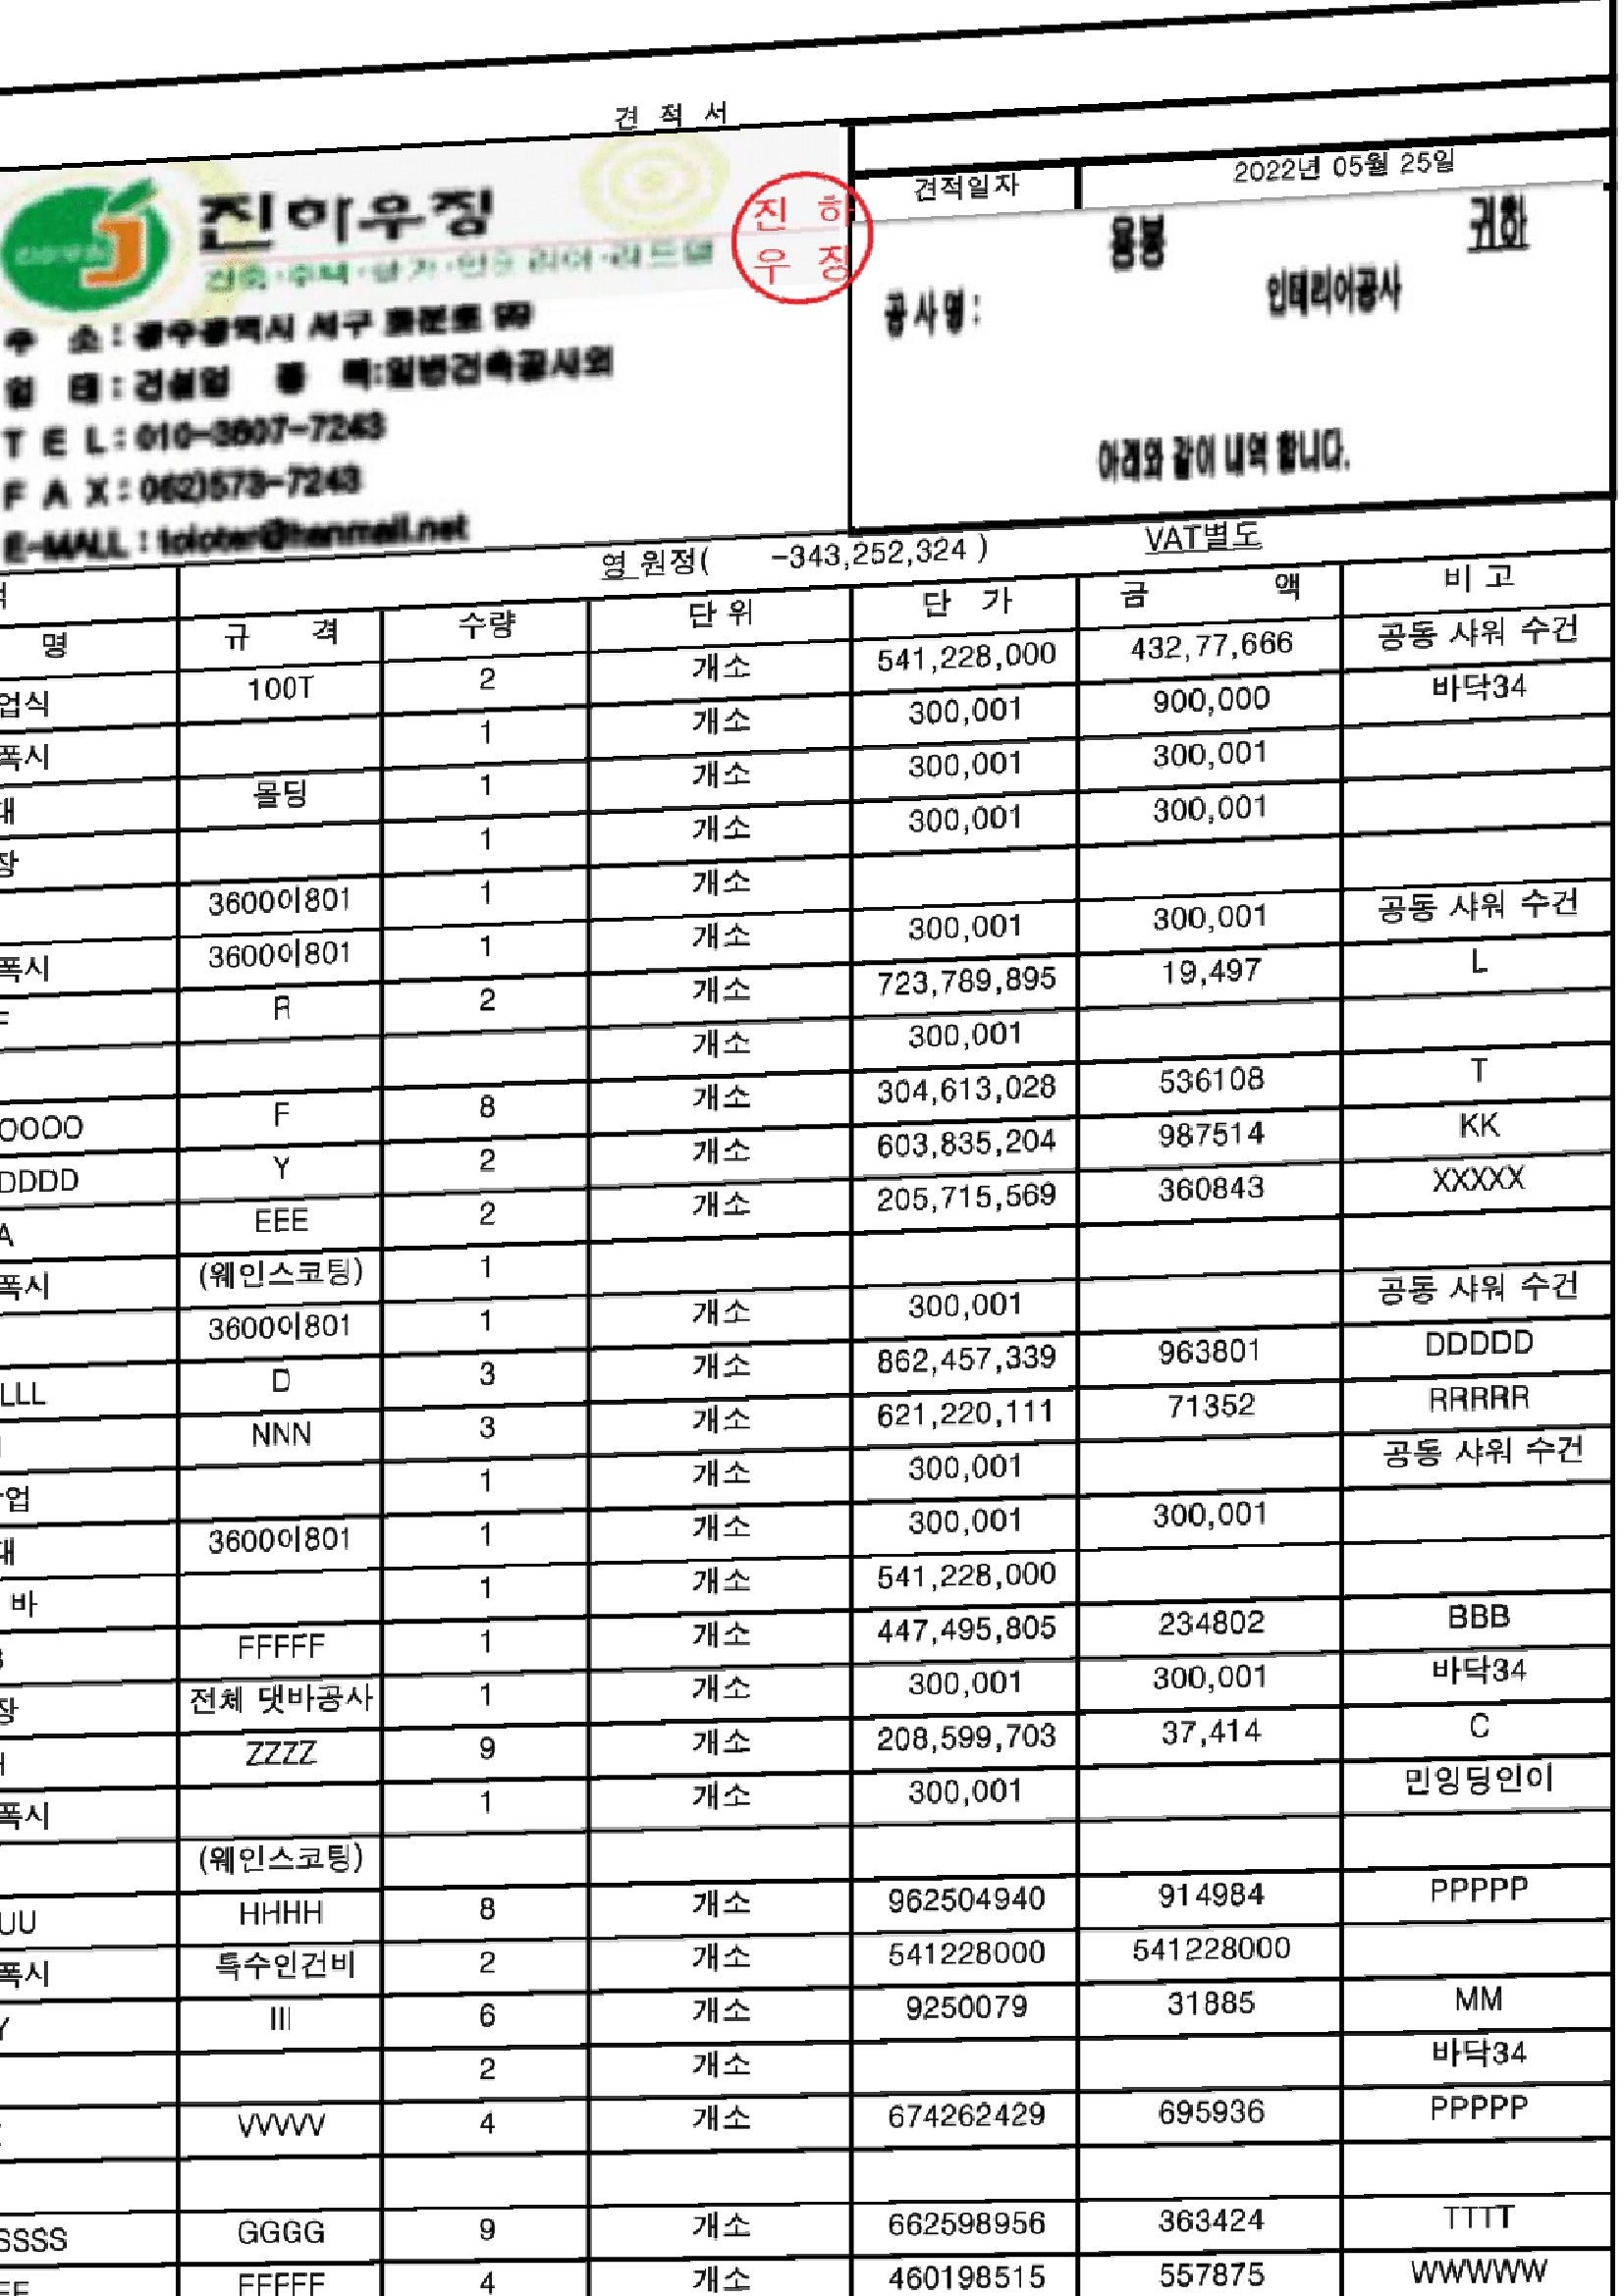 견 적 서
진하우징
건축·주택·상가·인테리어·리모델링
진 하
우 징
견적일자 2022년 05월 25일
용봉 귀하
공사명: 인테리어공사
아래와 같이 내역 합니다.
주 소: 광주광역시 서구
업 태: 건설업 종 목:일반건축공사외
T E L: 010-3607-7243
F A X: 062)573-7243
E-MALL :
영 원정( -343,252,324 ) VAT별도
명 규 격 수량 단 위 단 가 금 액 비 고
업식 100T 2 개소 541,228,000 432,77,666 공동 샤워 수건
폭시 1 개소 300,001 900,000 바닥34
대 몰딩 1 개소 300,001 300,001
장 1 개소 300,001 300,001
3600이801 1 개소
폭시 3600이801 1 개소 300,001 300,001 공동 샤워 수건
R 2 개소 723,789,895 19,497 L
개소 300,001
OOOO F 8 개소 304,613,028 536108 T
DDDD Y 2 개소 603,835,204 987514 KK
A EEE 2 개소 205,715,569 360843 XXXXX
폭시 (웨인스코팅) 1
3600이801 1 개소 300,001 공동 샤워 수건
LLL D 3 개소 862,457,339 963801 DDDDD
NNN 3 개소 621,220,111 71352 RRRRR
업 1 개소 300,001 공동 샤워 수건
대 3600이801 1 개소 300,001 300,001
바 1 개소 541,228,000
FFFFF 1 개소 447,495,805 234802 BBB
장 전체 댓바공사 1 개소 300,001 300,001 바닥34
ZZZZ 9 개소 208,599,703 37,414 C
폭시 1 개소 300,001 민잉딩인이
(웨인스코팅)
UU HHHH 8 개소 962504940 914984 PPPPP
폭시 특수인건비 2 개소 541228000 541228000
Y III 6 개소 9250079 31885 MM
2 개소 바닥34
VVVVV 4 개소 674262429 695936 PPPPP
SSSS GGGG 9 개소 662598956 363424 TTTT
FFFFF 4 개소 460198515 557875 WWWWW